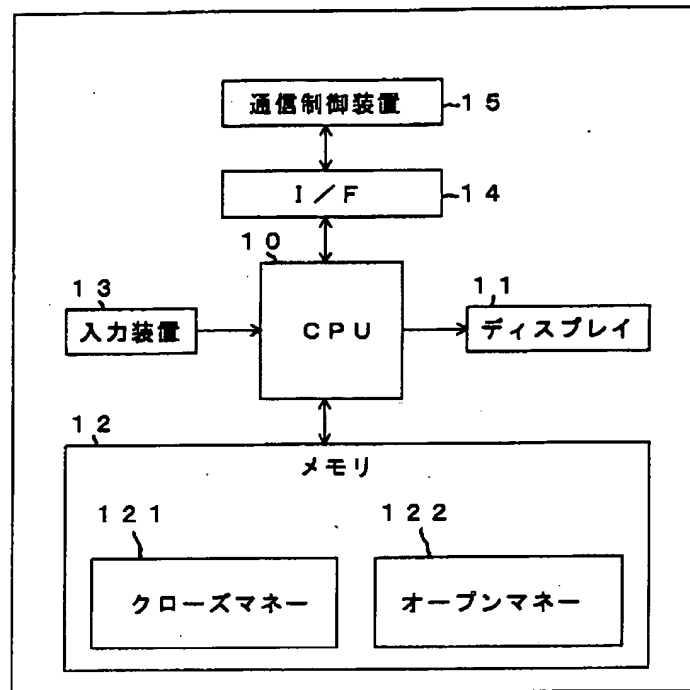 通信制御装置
15
I/F
14
10
13
11
入力装置
CPU
ディスプレイ
12
メモリ
121
122
クローズマネー
オープンマネー